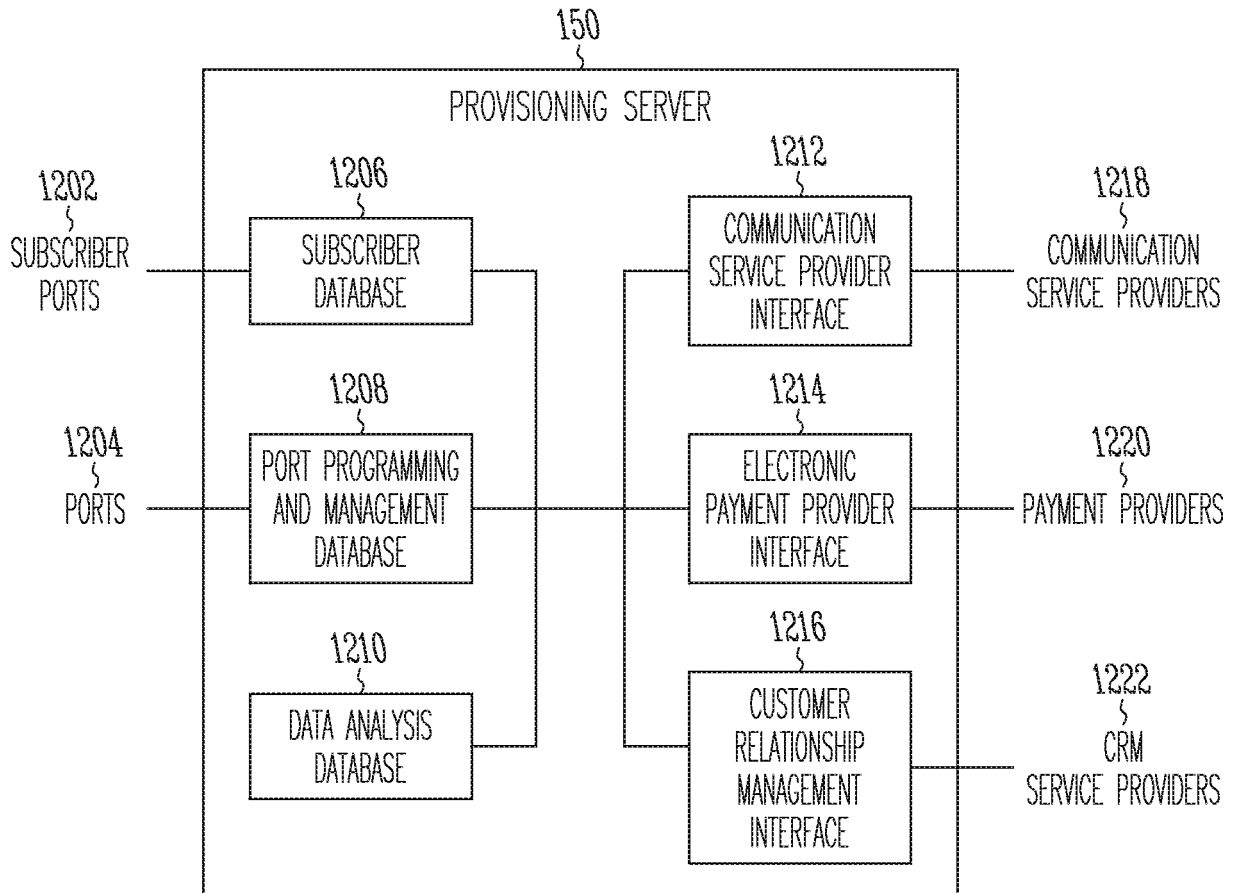 150
PROVISIONING SERVER
1202
SUBSCRIBER
PORTS
1206
SUBSCRIBER
DATABASE
1212
COMMUNICATION
SERVICE PROVIDER
INTERFACE
1218
COMMUNICATION
SERVICE PROVIDERS
1204
PORTS
1208
PORT PROGRAMMING
AND MANAGEMENT
DATABASE
1214
ELECTRONIC
PAYMENT PROVIDER
INTERFACE
1220
PAYMENT PROVIDERS
1210
DATA ANALYSIS
DATABASE
1216
CUSTOMER
RELATIONSHIP
MANAGEMENT
INTERFACE
1222
CRM
SERVICE PROVIDERS